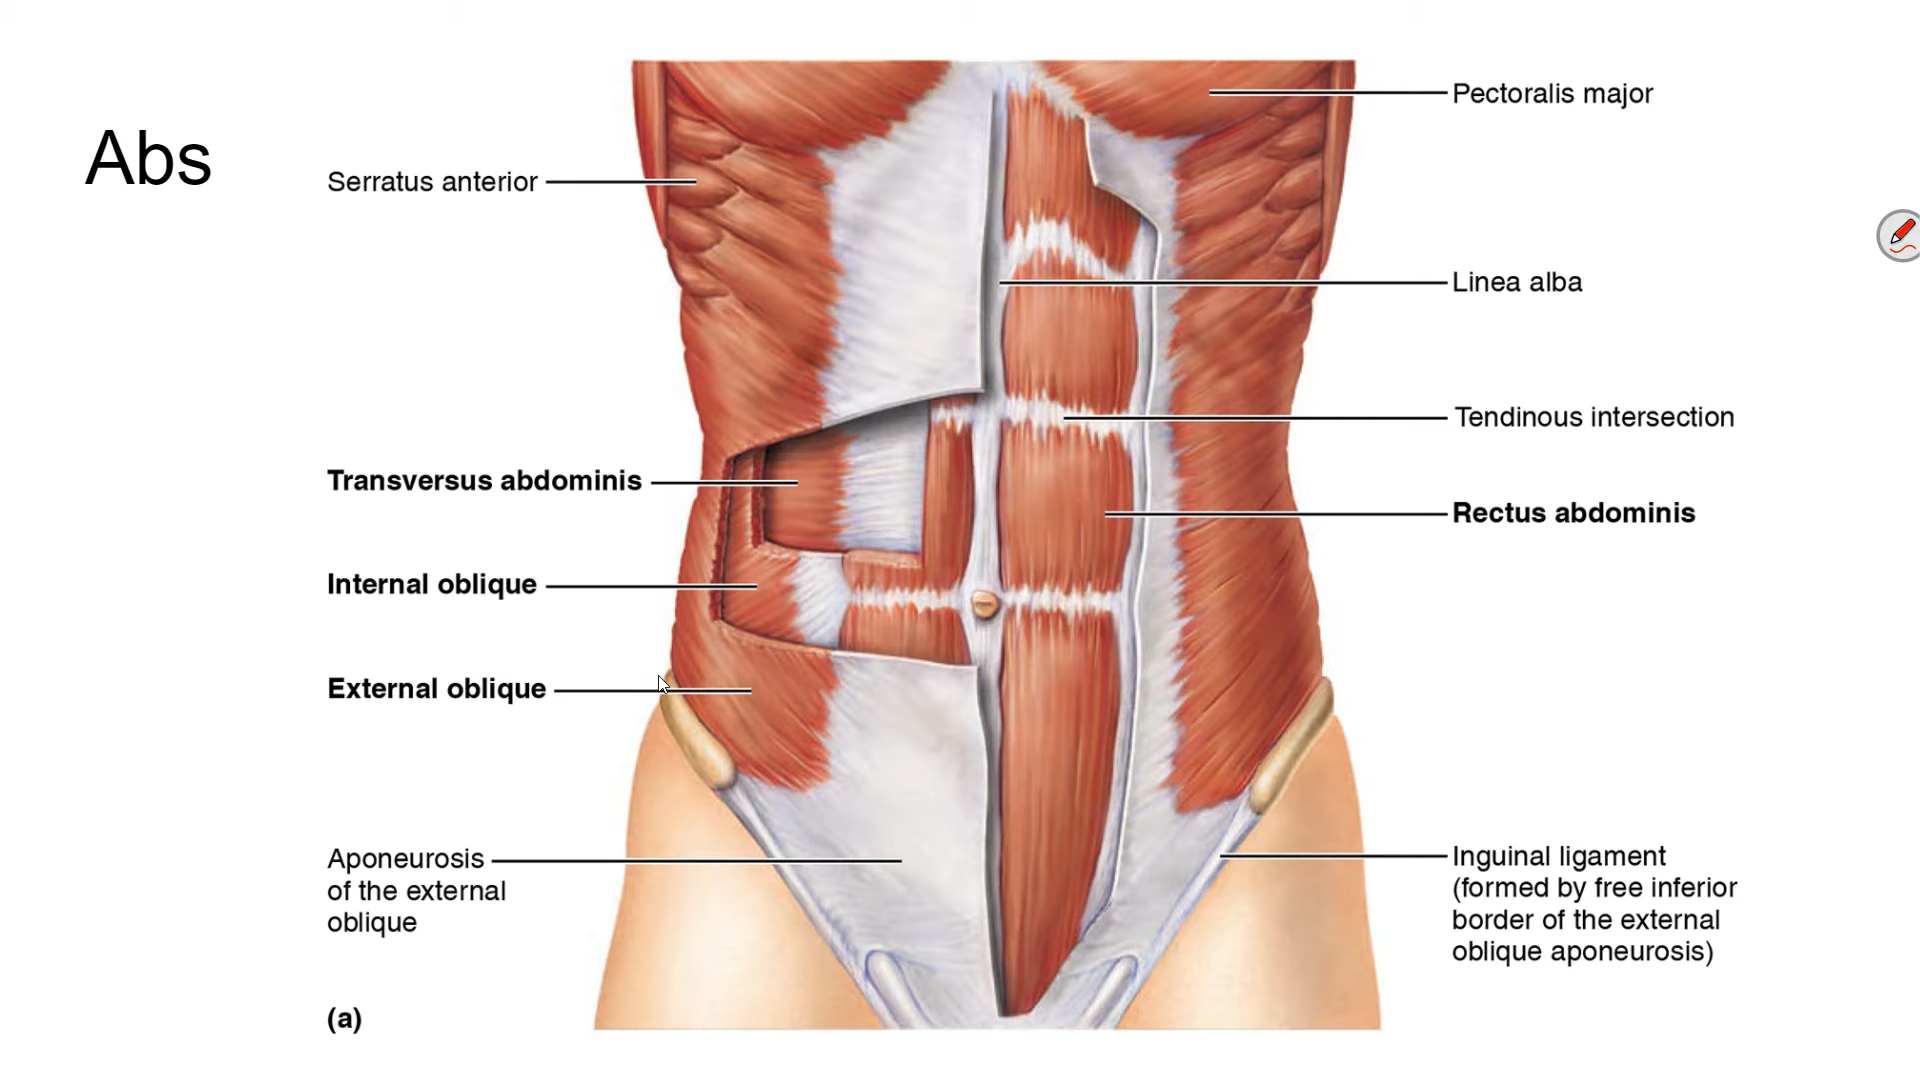 Abs
Serratus anterior
Transversus abdominis
Internal oblique
External oblique
Aponeurosis
of the external
oblique
(a)
Pectoralis major
Linea alba
Tendinous intersection
Rectus abdominis
Inguinal ligament
(formed by free inferior
border of the external
oblique aponeurosis)